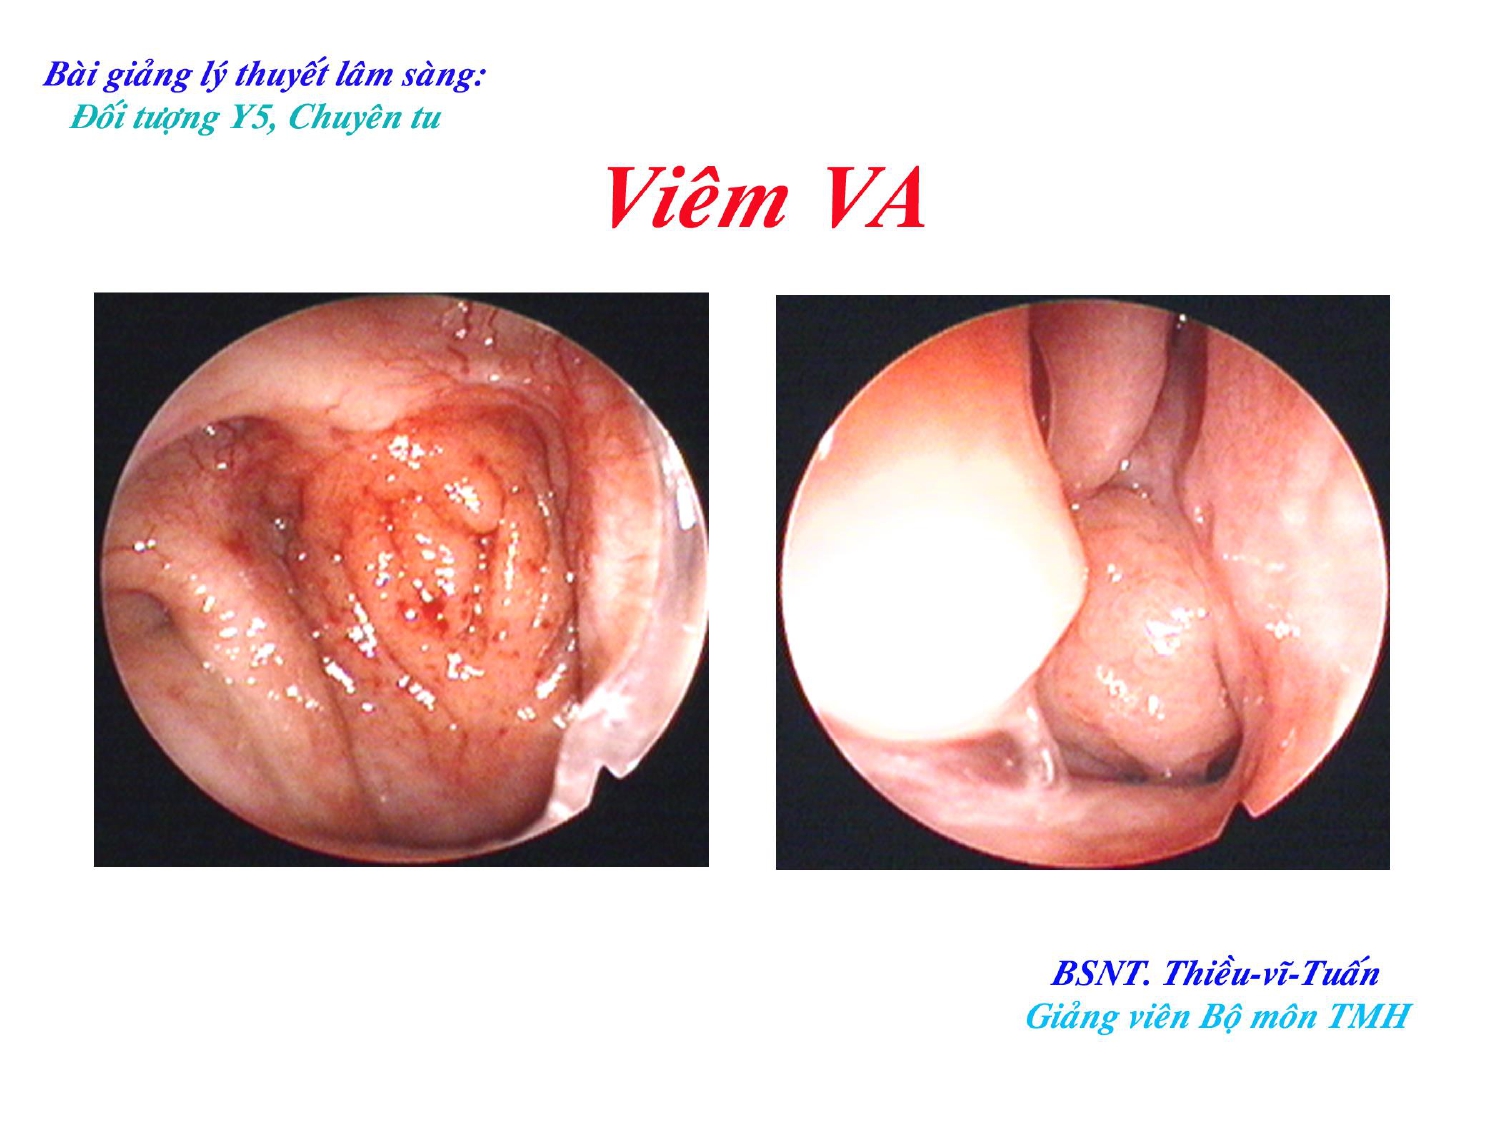 Bài giảng lý thuyết lâm sàng:
Đối tượng Y5, Chuyên tu
Viêm VA
BSNT. Thiều-vĩ-Tuấn
Giảng viên Bộ môn TMH